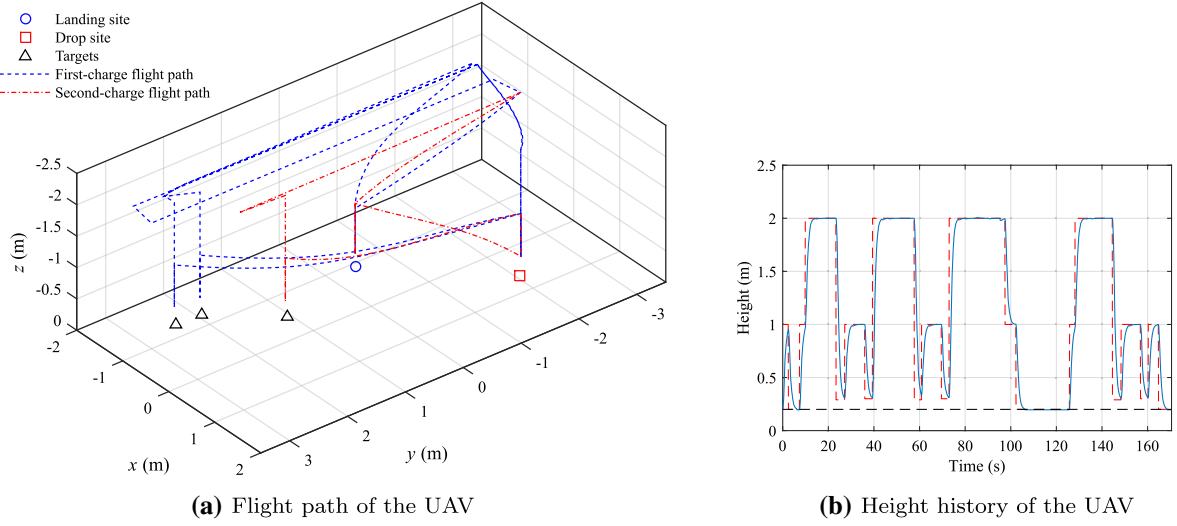 Landing site
Drop site
Targets
First-charge flight path
Second-charge flight path
-2.5
-2
-1.5
-1
-0.5
0
z (m)
-2
-1
0
1
2
x (m)
3
2
1
0
-1
-2
-3
y (m)
(a) Flight path of the UAV
2.5
2
1.5
1
0.5
0
Height (m)
0 20 40 60 80 100 120 140 160
Time (s)
(b) Height history of the UAV